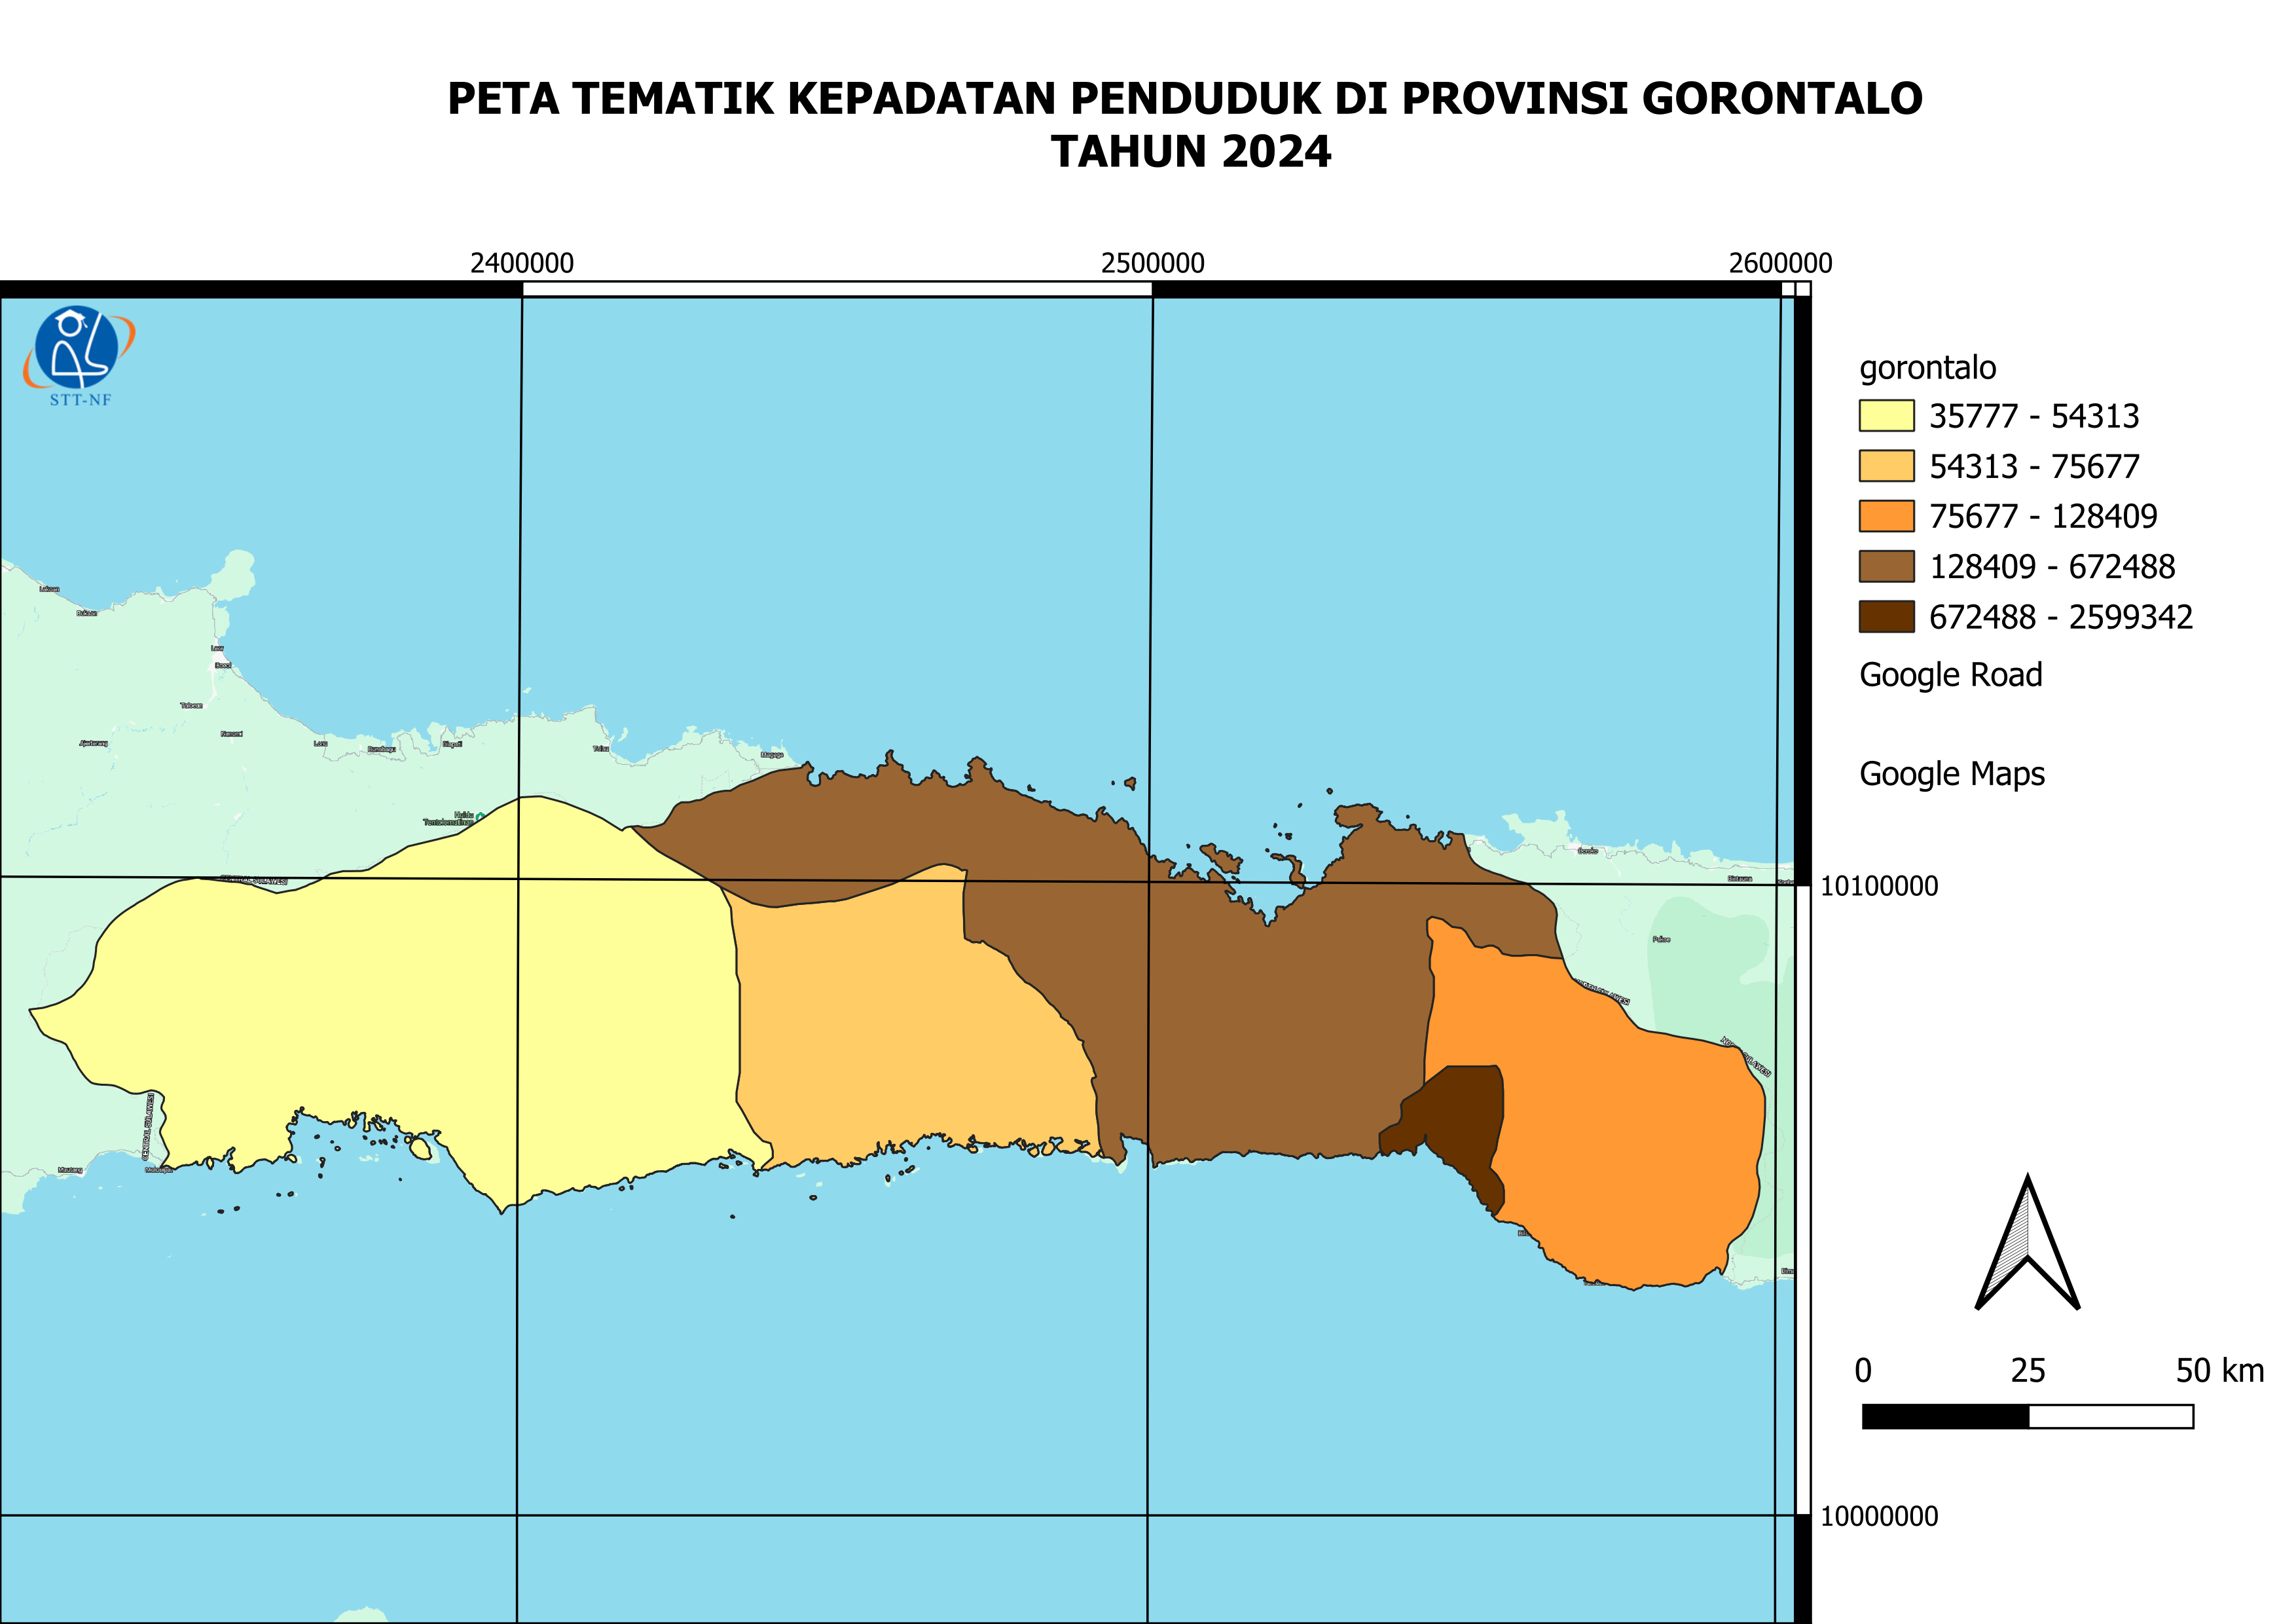 PETA TEMATIK KEPADATAN PENDUDUK DI PROVINSI GORONTALO
TAHUN 2024
2400000
2500000
2600000
STT-NF
gorontalo
35777 - 54313
54313 - 75677
75677 - 128409
128409 - 672488
672488 - 2599342
Google Road
Google Maps
10100000
10000000
0 25 50 km